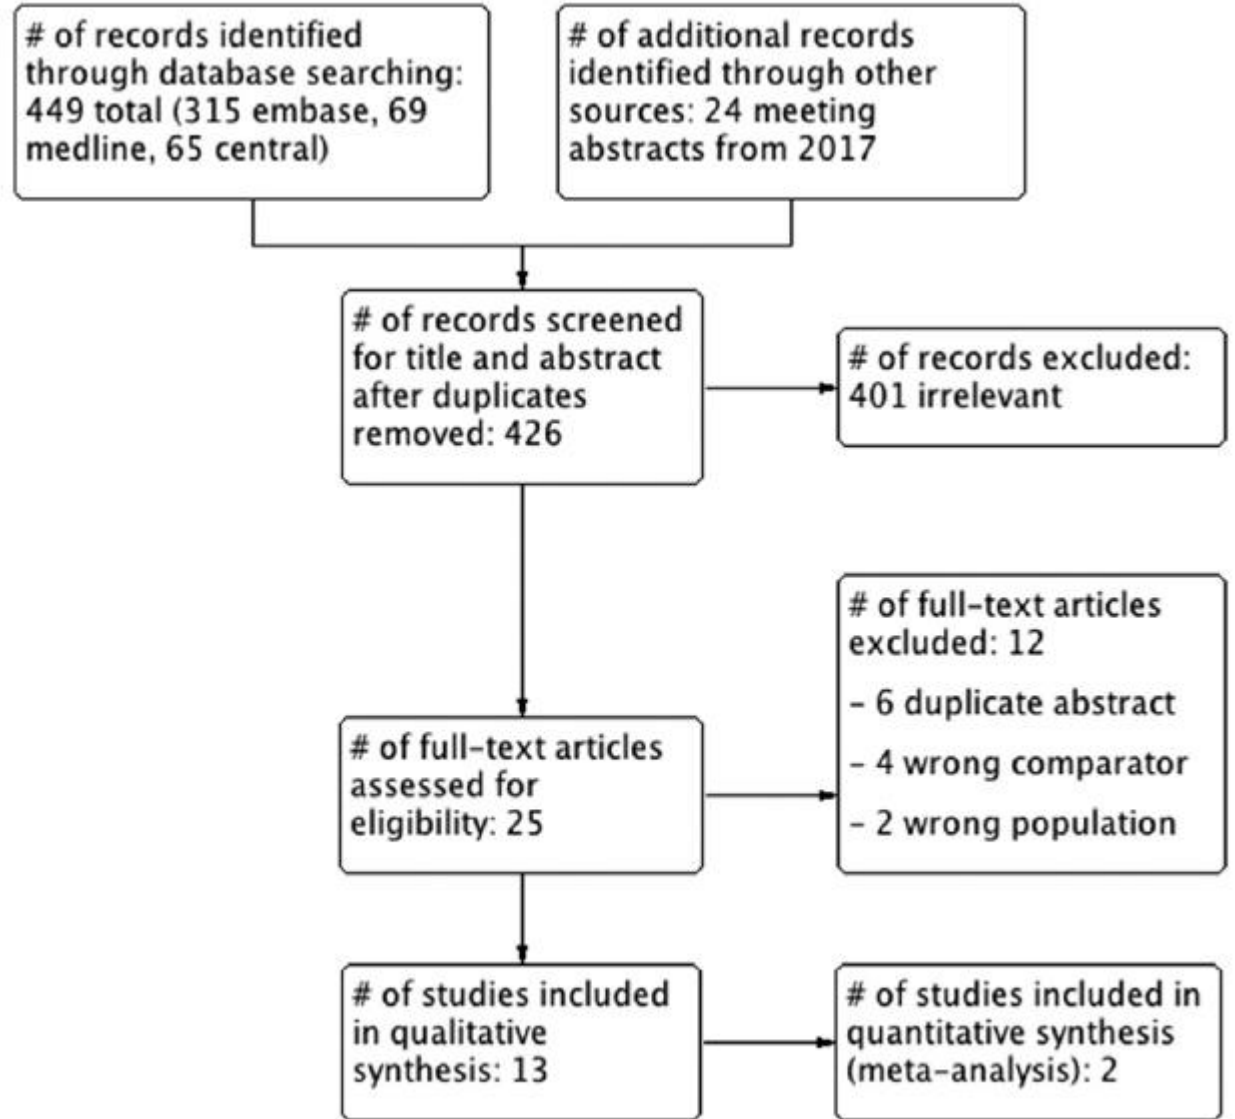 # of records identified
through database searching:
449 total (315 embase, 69
medline, 65 central)
# of additional records
identified through other
sources: 24 meeting
abstracts from 2017
# of records screened
for title and abstract
after duplicates
removed: 426
# of records excluded:
401 irrelevant
# of full-text articles
assessed for
eligibility: 25
# of full-text articles
excluded: 12
- 6 duplicate abstract
- 4 wrong comparator
- 2 wrong population
# of studies included
in qualitative
synthesis: 13
# of studies included in
quantitative synthesis
(meta-analysis): 2